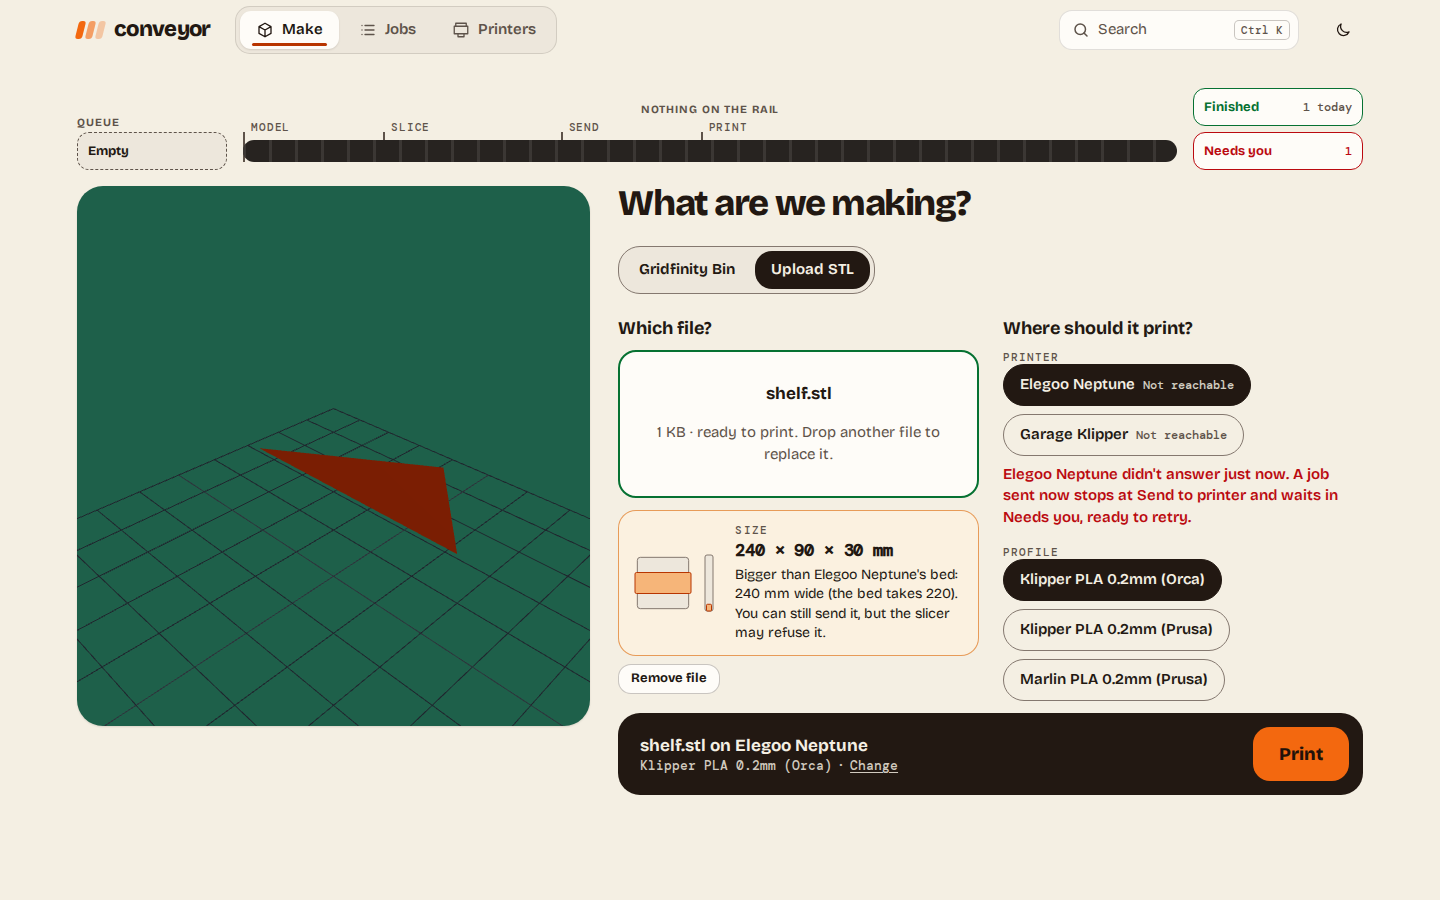 conveyor
Make
Jobs
Printers
Search
Ctrl K
QUEUE
Empty
NOTHING ON THE RAIL
MODEL
SLICE
SEND
PRINT
Finished 1 today
Needs you 1
What are we making?
Gridfinity Bin
Upload STL
Which file?
shelf.stl
1 KB · ready to print. Drop another file to
replace it.
SIZE
240 × 90 × 30 mm
Bigger than Elegoo Neptune's bed:
240 mm wide (the bed takes 220).
You can still send it, but the slicer
may refuse it.
Remove file
Where should it print?
PRINTER
Elegoo Neptune Not reachable
Garage Klipper Not reachable
Elegoo Neptune didn't answer just now. A job
sent now stops at Send to printer and waits in
Needs you, ready to retry.
PROFILE
Klipper PLA 0.2mm (Orca)
Klipper PLA 0.2mm (Prusa)
Marlin PLA 0.2mm (Prusa)
shelf.stl on Elegoo Neptune
Klipper PLA 0.2mm (Orca) · Change
Print